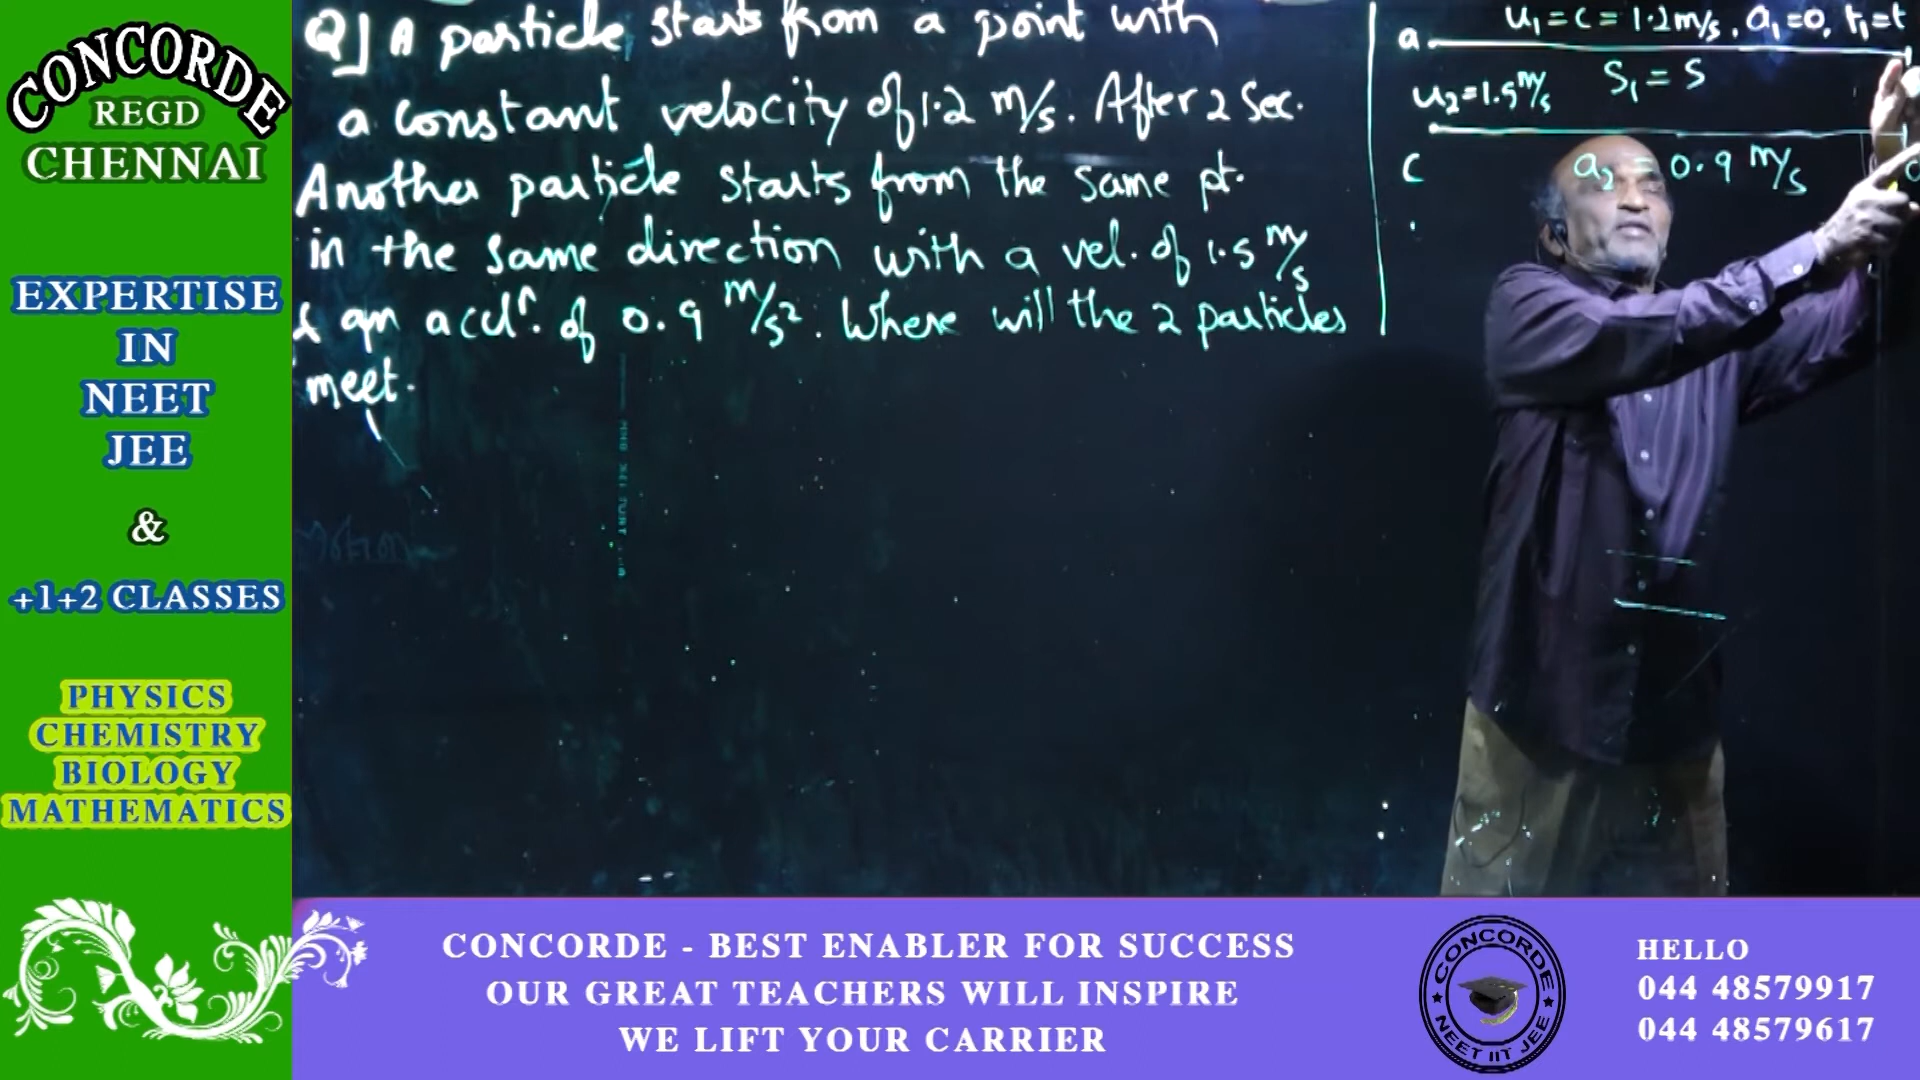 CONCORDE
REGD
CHENNAI
EXPERTISE
IN
NEET
JEE
&
+1+2 CLASSES
PHYSICS
CHEMISTRY
BIOLOGY
MATHEMATICS
Q] A particle starts from a point with
a constant velocity of 1.2 m/s. After 2 Sec.
Another particle starts from the same pt.
in the same direction with a vel. of 1.5 m/s
& an accln. of 0.9 m/s². Where will the 2 particles
meet.
a u₁ = c = 1.2 m/s, a₁=0, t₁=t
u₂=1.5 m/s S₁ = S
c a₂ = 0.9 m/s
CONCORDE - BEST ENABLER FOR SUCCESS
OUR GREAT TEACHERS WILL INSPIRE
WE LIFT YOUR CARRIER
CONCORDE
NEET IIT JEE
HELLO
044 48579917
044 48579617